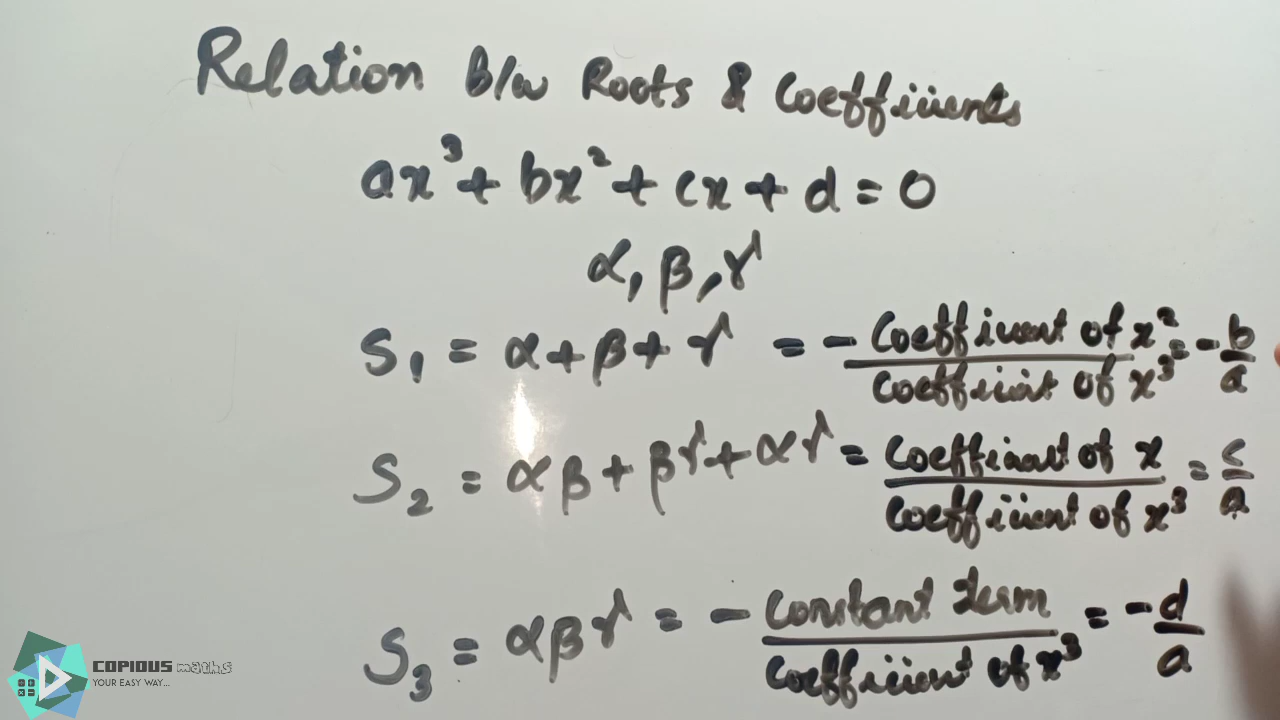 Relation b/w Roots & Coefficients
ax³ + bx² + cx + d = 0
α, β, γ
S₁ = α + β + γ = - Coefficient of x² / Coefficient of x³ = - b/a
S₂ = αβ + βγ + αγ = Coefficient of x / Coefficient of x³ = c/a
S₃ = αβγ = - Constant term / Coefficient of x³ = - d/a
COPIOUS maths
YOUR EASY WAY...